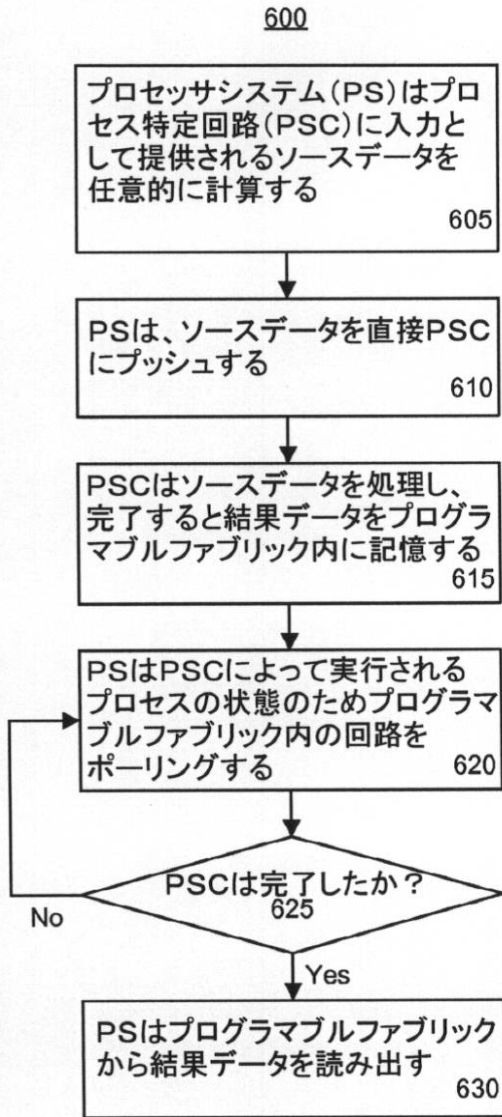 600
プロセッサシステム(PS)はプロ
セス特定回路(PSC)に入力と
して提供されるソースデータを
任意的に計算する
605
PSは、ソースデータを直接PSC
にプッシュする
610
PSCはソースデータを処理し、
完了すると結果データをプログラ
マブルファブリック内に記憶する
615
PSはPSCによって実行される
プロセスの状態のためプログラマ
ブルファブリック内の回路を
ポーリングする
620
PSCは完了したか？
625
No
Yes
PSはプログラマブルファブリック
から結果データを読み出す
630